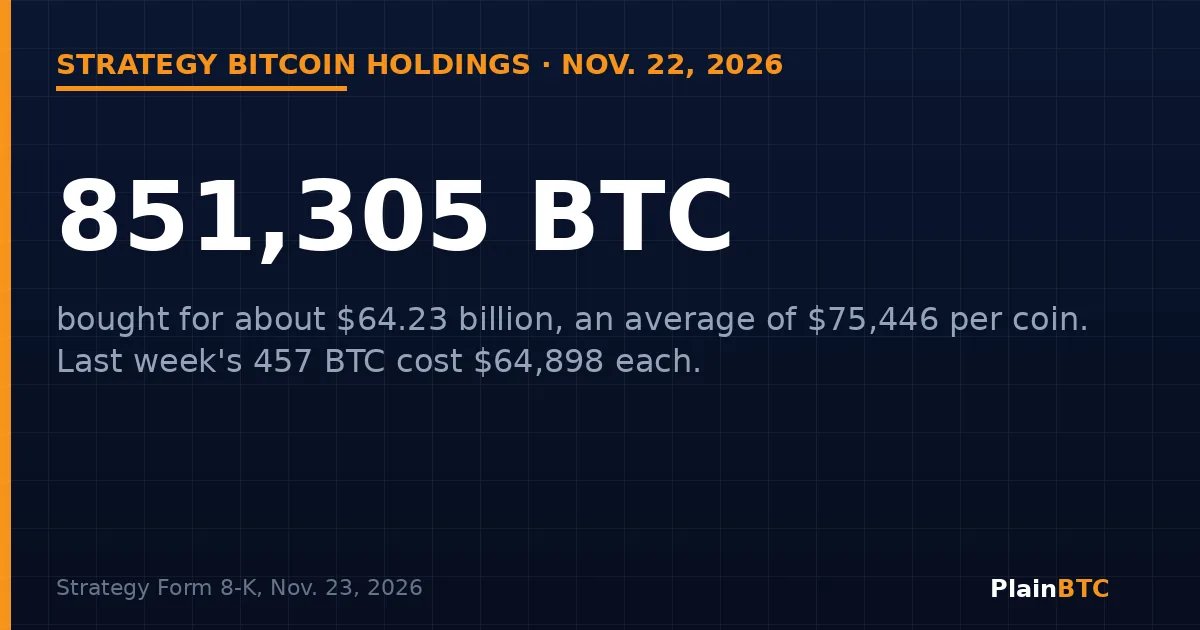 STRATEGY BITCOIN HOLDINGS · NOV. 22, 2026
851,305 BTC
bought for about $64.23 billion, an average of $75,446 per coin.
Last week's 457 BTC cost $64,898 each.
Strategy Form 8-K, Nov. 23, 2026
PlainBTC